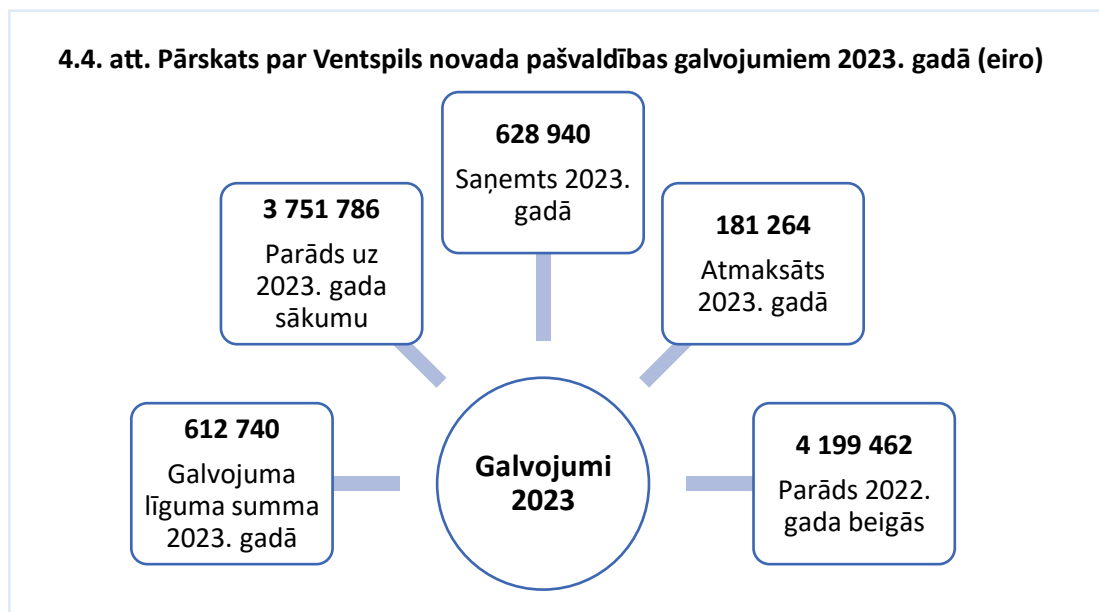 4.4. att. Pārskats par Ventspils novada pašvaldības galvojumiem 2023. gadā (eiro)
612 740
Galvojuma
līguma summa
2023. gadā
3 751 786
Parāds uz
2023. gada
sākumu
628 940
Saņemts 2023.
gadā
181 264
Atmaksāts
2023. gadā
4 199 462
Parāds 2022.
gada beigās
Galvojumi
2023